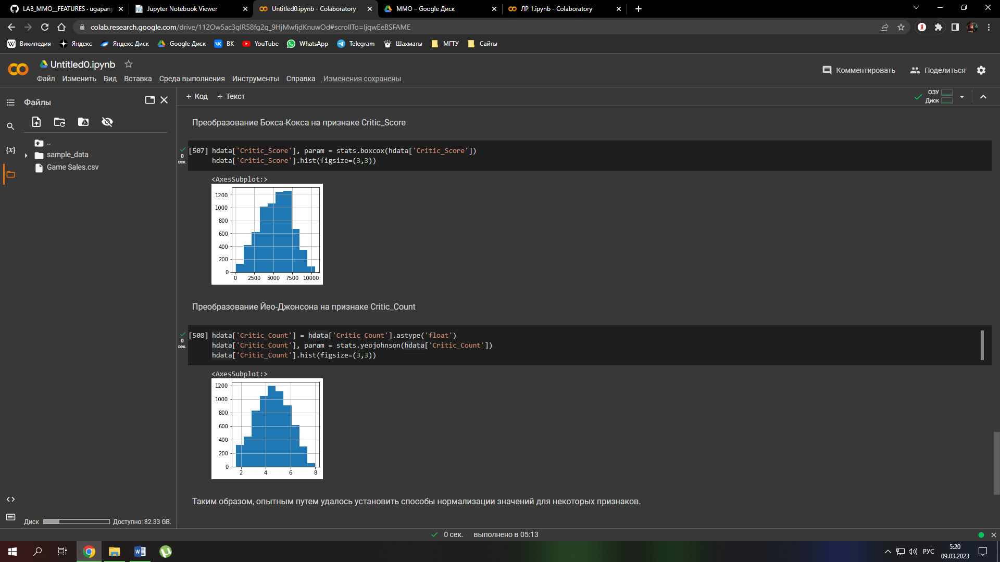 LAB_MMO__FEATURES · ugapany
Jupyter Notebook Viewer
Untitled0.ipynb - Colaboratory
ММО – Google Диск
ЛР 1.ipynb - Colaboratory
colab.research.google.com/drive/112Ow5ac3glR58fg2q_9HjMwfjdKnuwOd#scrollTo=IjqwEeBSFAME
Википедия
Яндекс
Яндекс Диск
Google Диск
ВК
YouTube
WhatsApp
Telegram
Шахматы
МГТУ
Сайты
Untitled0.ipynb
Файл Изменить Вид Вставка Среда выполнения Инструменты Справка Изменения сохранены
Комментировать
Поделиться
Файлы
+ Код + Текст
ОЗУ
Диск
..
sample_data
Game Sales.csv
{x}
Преобразование Бокса-Кокса на признаке Critic_Score
0
сек.
[507] hdata['Critic_Score'], param = stats.boxcox(hdata['Critic_Score'])
hdata['Critic_Score'].hist(figsize=(3,3))
<AxesSubplot:>
1200
1000
800
600
400
200
0
0 2500 5000 7500 10000
Преобразование Йео-Джонсона на признаке Critic_Count
0
сек.
[508] hdata['Critic_Count'] = hdata['Critic_Count'].astype('float')
hdata['Critic_Count'], param = stats.yeojohnson(hdata['Critic_Count'])
hdata['Critic_Count'].hist(figsize=(3,3))
<AxesSubplot:>
1200
1000
800
600
400
200
0
2 4 6 8
Таким образом, опытным путем удалось установить способы нормализации значений для некоторых признаков.
Диск
Доступно: 82.33 GB.
0 сек. выполнено в 05:13
РУС
5:20
09.03.2023